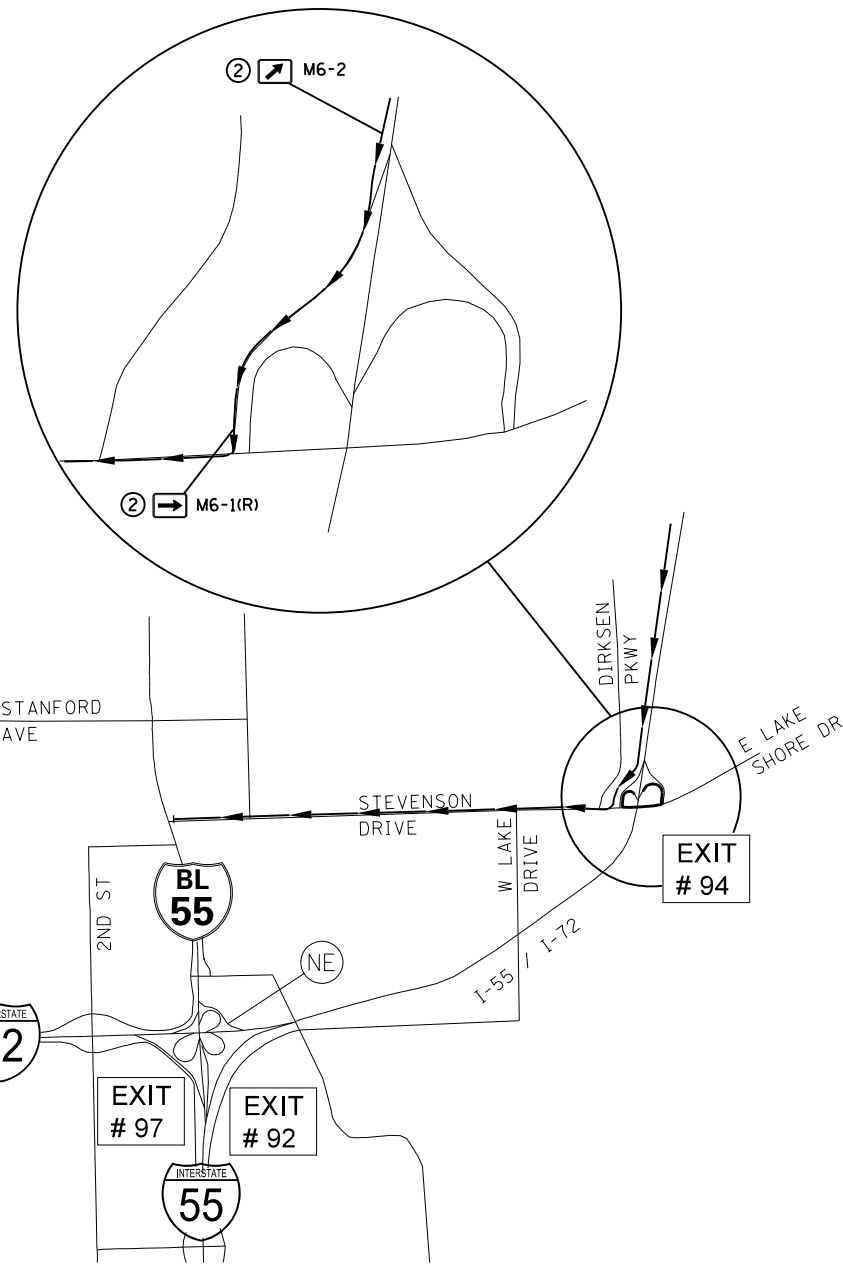 ② M6-2
② M6-1(R)
DIRKSEN
PKWY
STANFORD
AVE
E LAKE
SHORE DR
STEVENSON
DRIVE
W LAKE
DRIVE
EXIT
# 94
2ND ST
BL
55
NE
I-55 / I-72
2
EXIT
# 97
EXIT
# 92
INTERSTATE
55